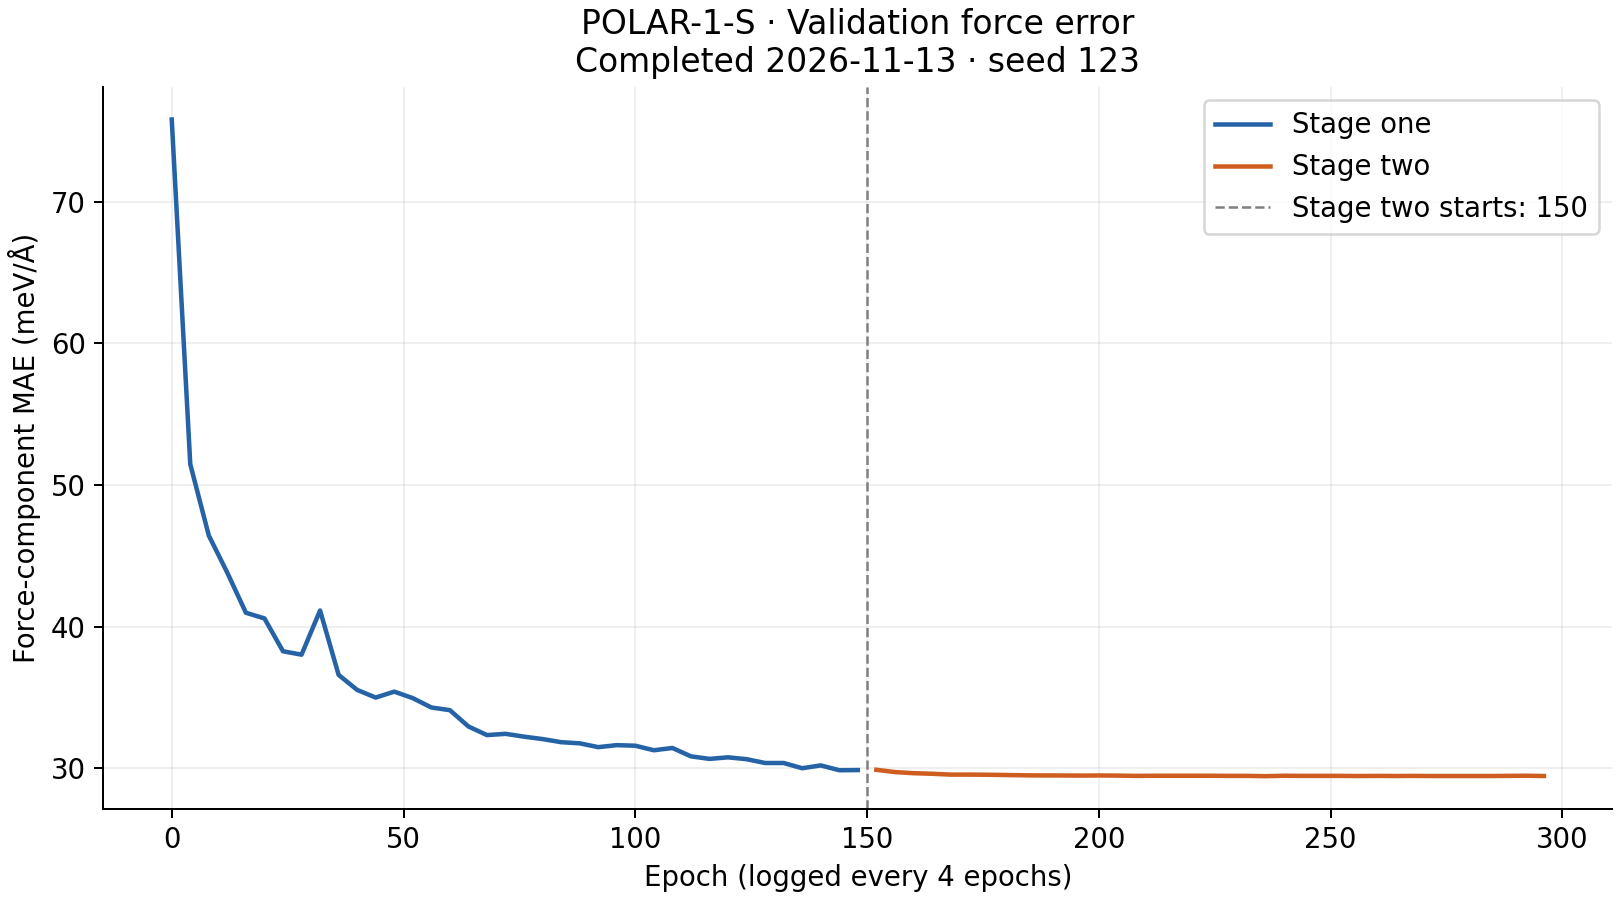 POLAR-1-S · Validation force error
Completed 2026-11-13 · seed 123
Stage one
Stage two
Stage two starts: 150
Force-component MAE (meV/Å)
70
60
50
40
30
0
50
100
150
200
250
300
Epoch (logged every 4 epochs)